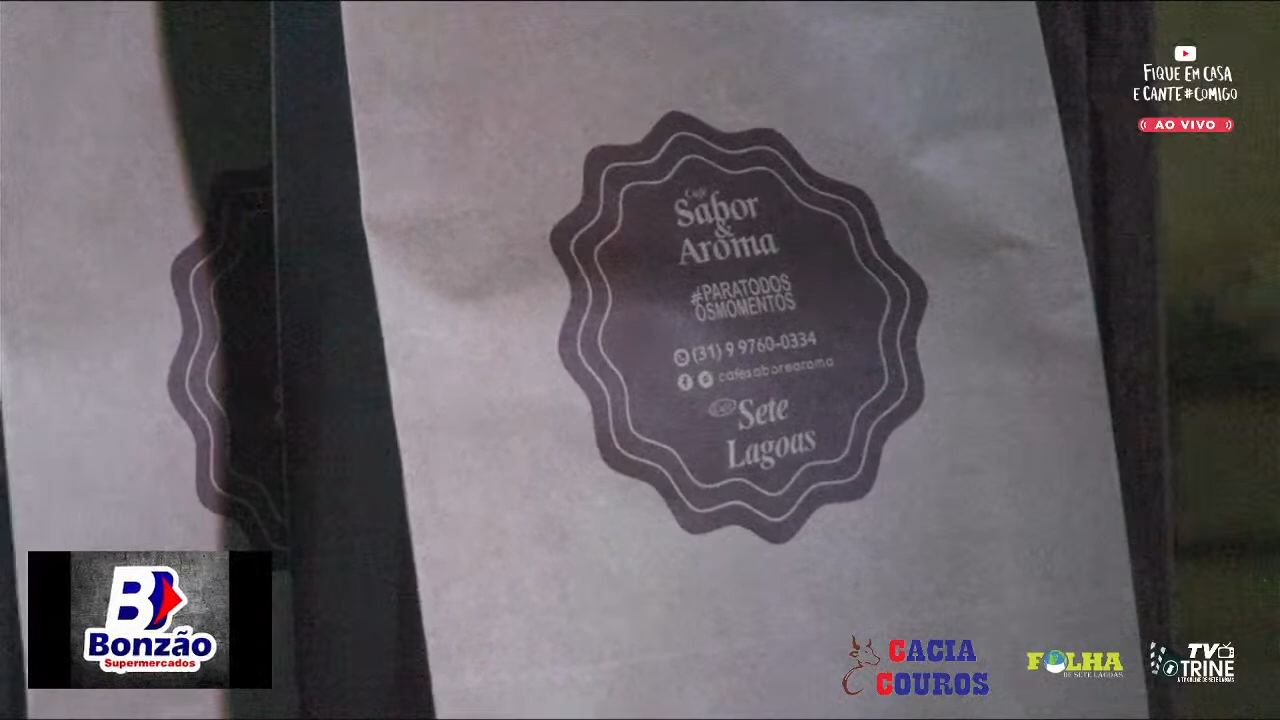 FIQUE EM CASA
E CANTE #COMIGO
AO VIVO
Café
Sabor
&
Aroma
#PARATODOS
OSMOMENTOS
(31) 9 9760-0334
cafesaborearoma
Sete
Lagoas
B
Bonzão
Supermercados
CACIA
COUROS
FOLHA
DE SETE LAGOAS
TV
TRINE